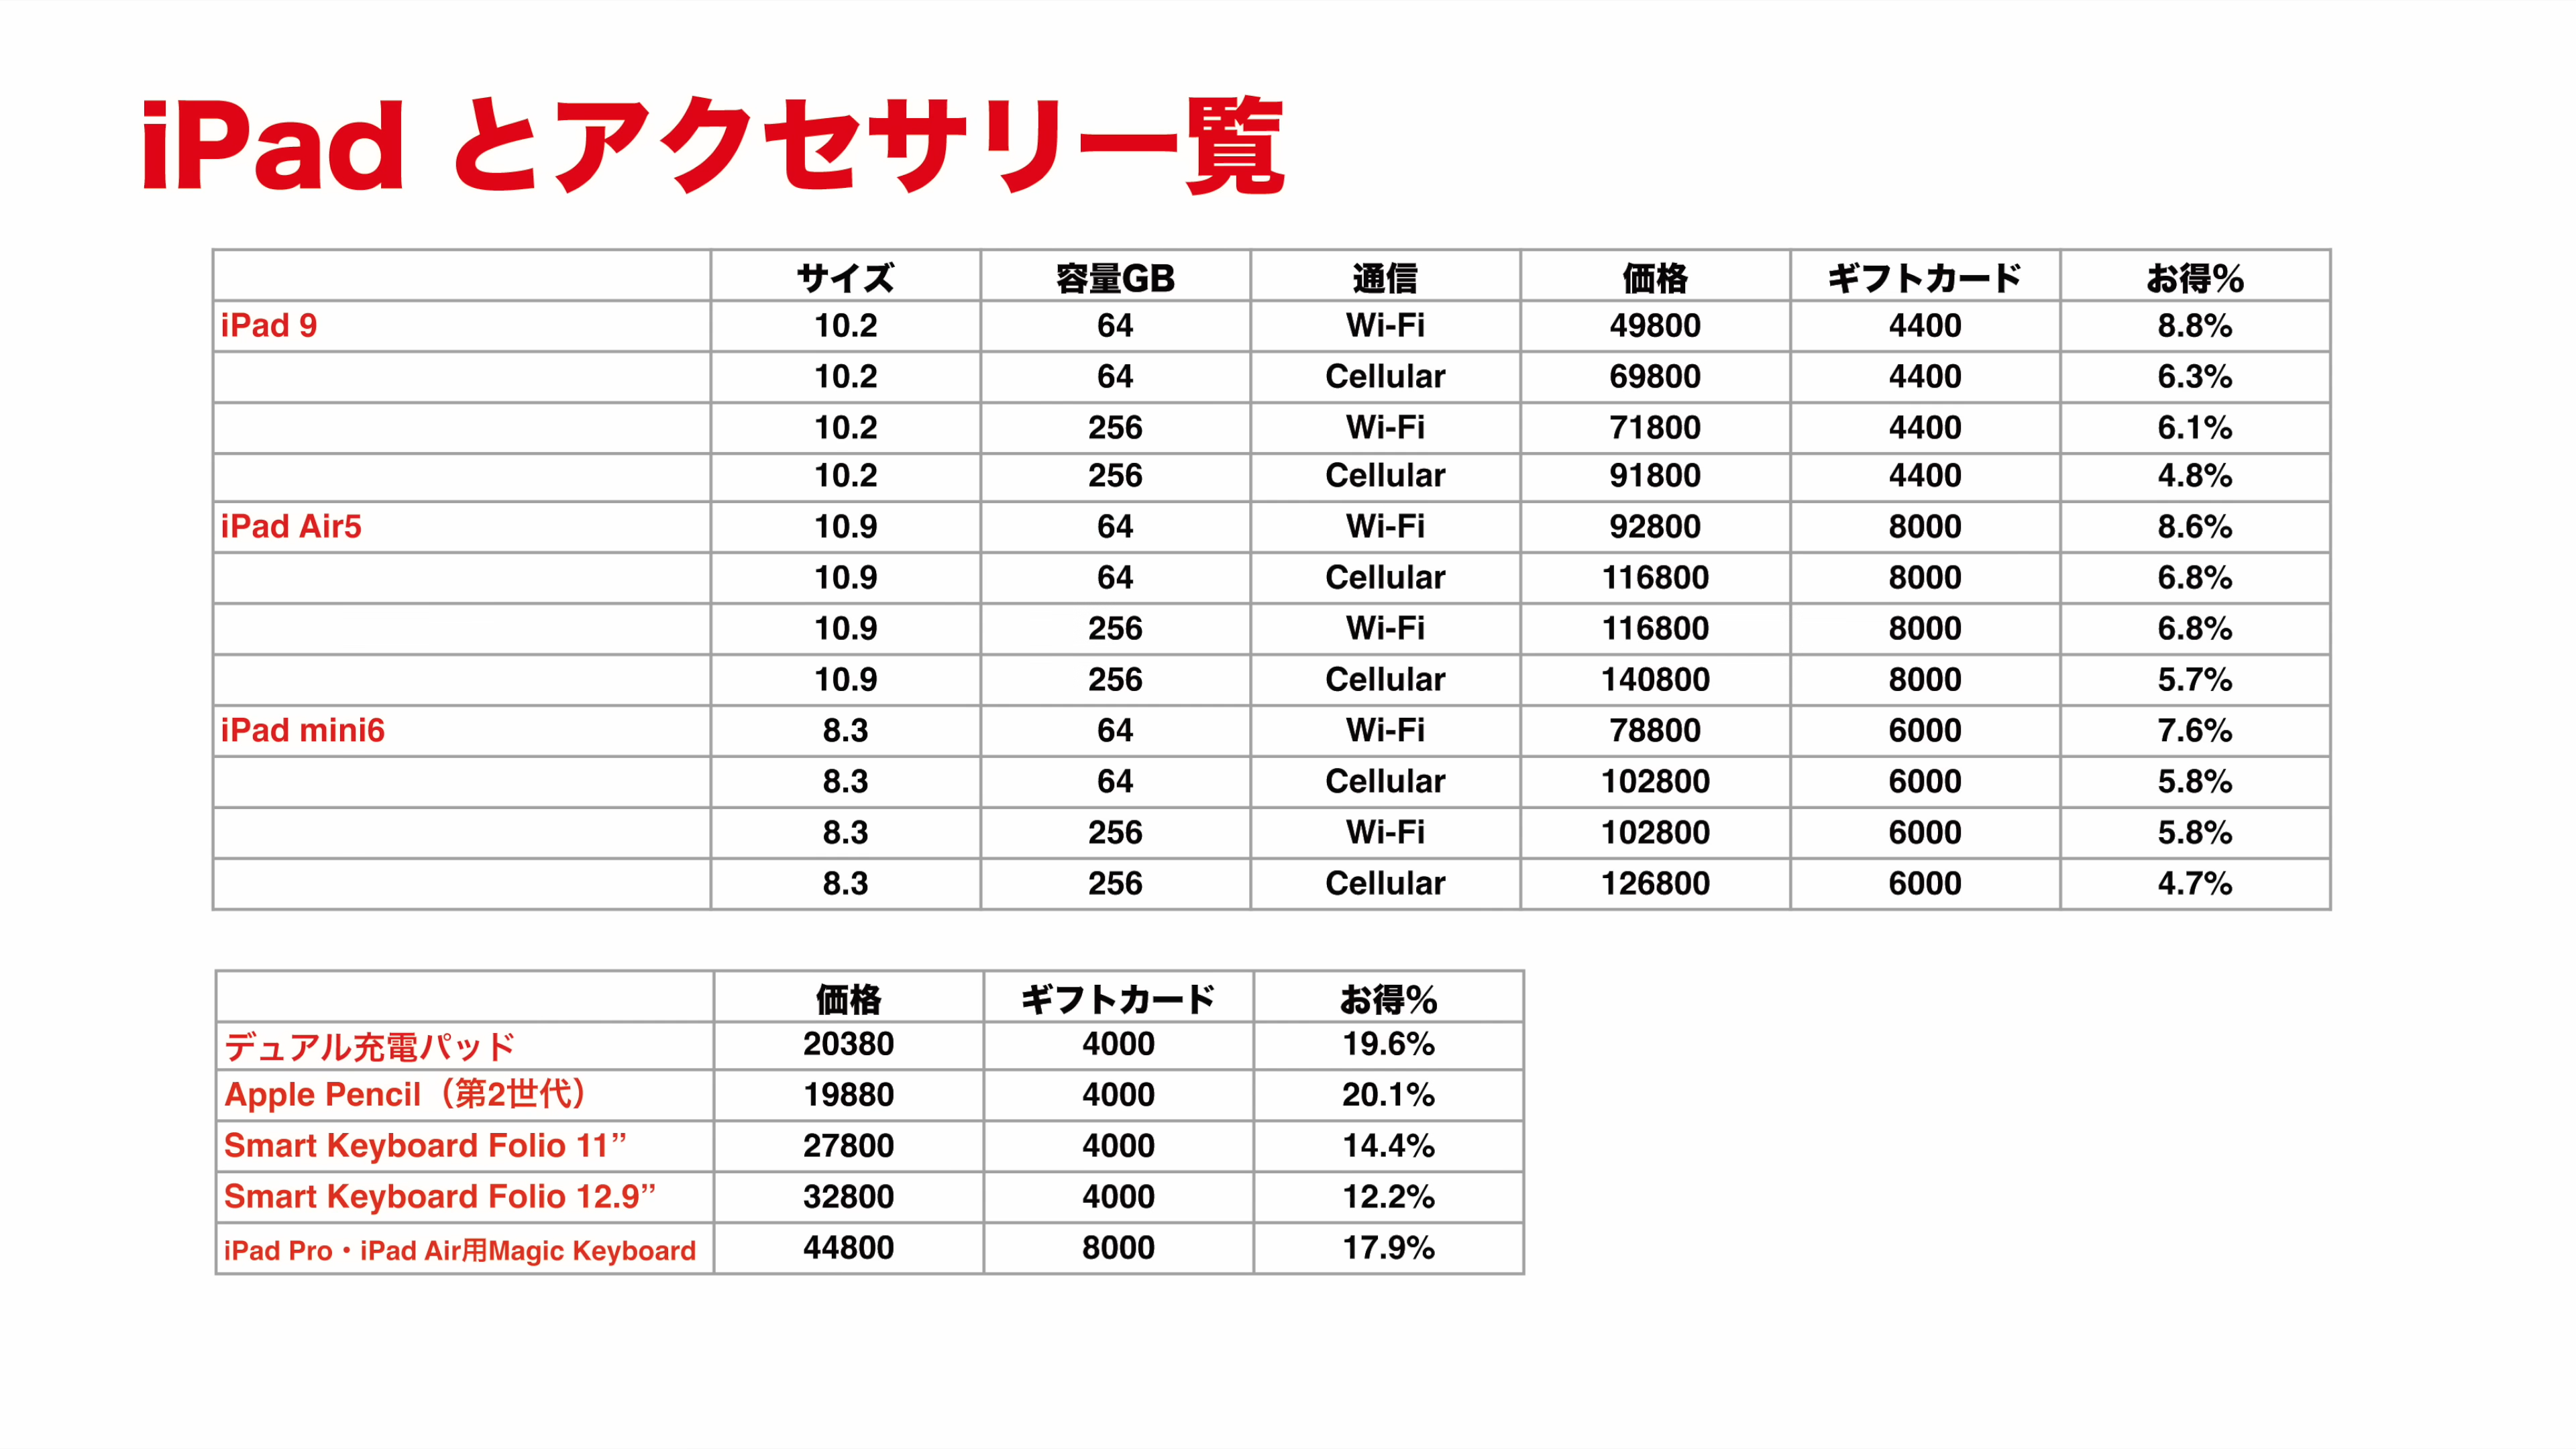 iPad とアクセサリ一覧
サイズ 容量GB 通信 価格 ギフトカード お得%
iPad 9 10.2 64 Wi-Fi 49800 4400 8.8%
10.2 64 Cellular 69800 4400 6.3%
10.2 256 Wi-Fi 71800 4400 6.1%
10.2 256 Cellular 91800 4400 4.8%
iPad Air5 10.9 64 Wi-Fi 92800 8000 8.6%
10.9 64 Cellular 116800 8000 6.8%
10.9 256 Wi-Fi 116800 8000 6.8%
10.9 256 Cellular 140800 8000 5.7%
iPad mini6 8.3 64 Wi-Fi 78800 6000 7.6%
8.3 64 Cellular 102800 6000 5.8%
8.3 256 Wi-Fi 102800 6000 5.8%
8.3 256 Cellular 126800 6000 4.7%
価格 ギフトカード お得%
デュアル充電パッド 20380 4000 19.6%
Apple Pencil（第2世代） 19880 4000 20.1%
Smart Keyboard Folio 11” 27800 4000 14.4%
Smart Keyboard Folio 12.9” 32800 4000 12.2%
iPad Pro・iPad Air用Magic Keyboard 44800 8000 17.9%